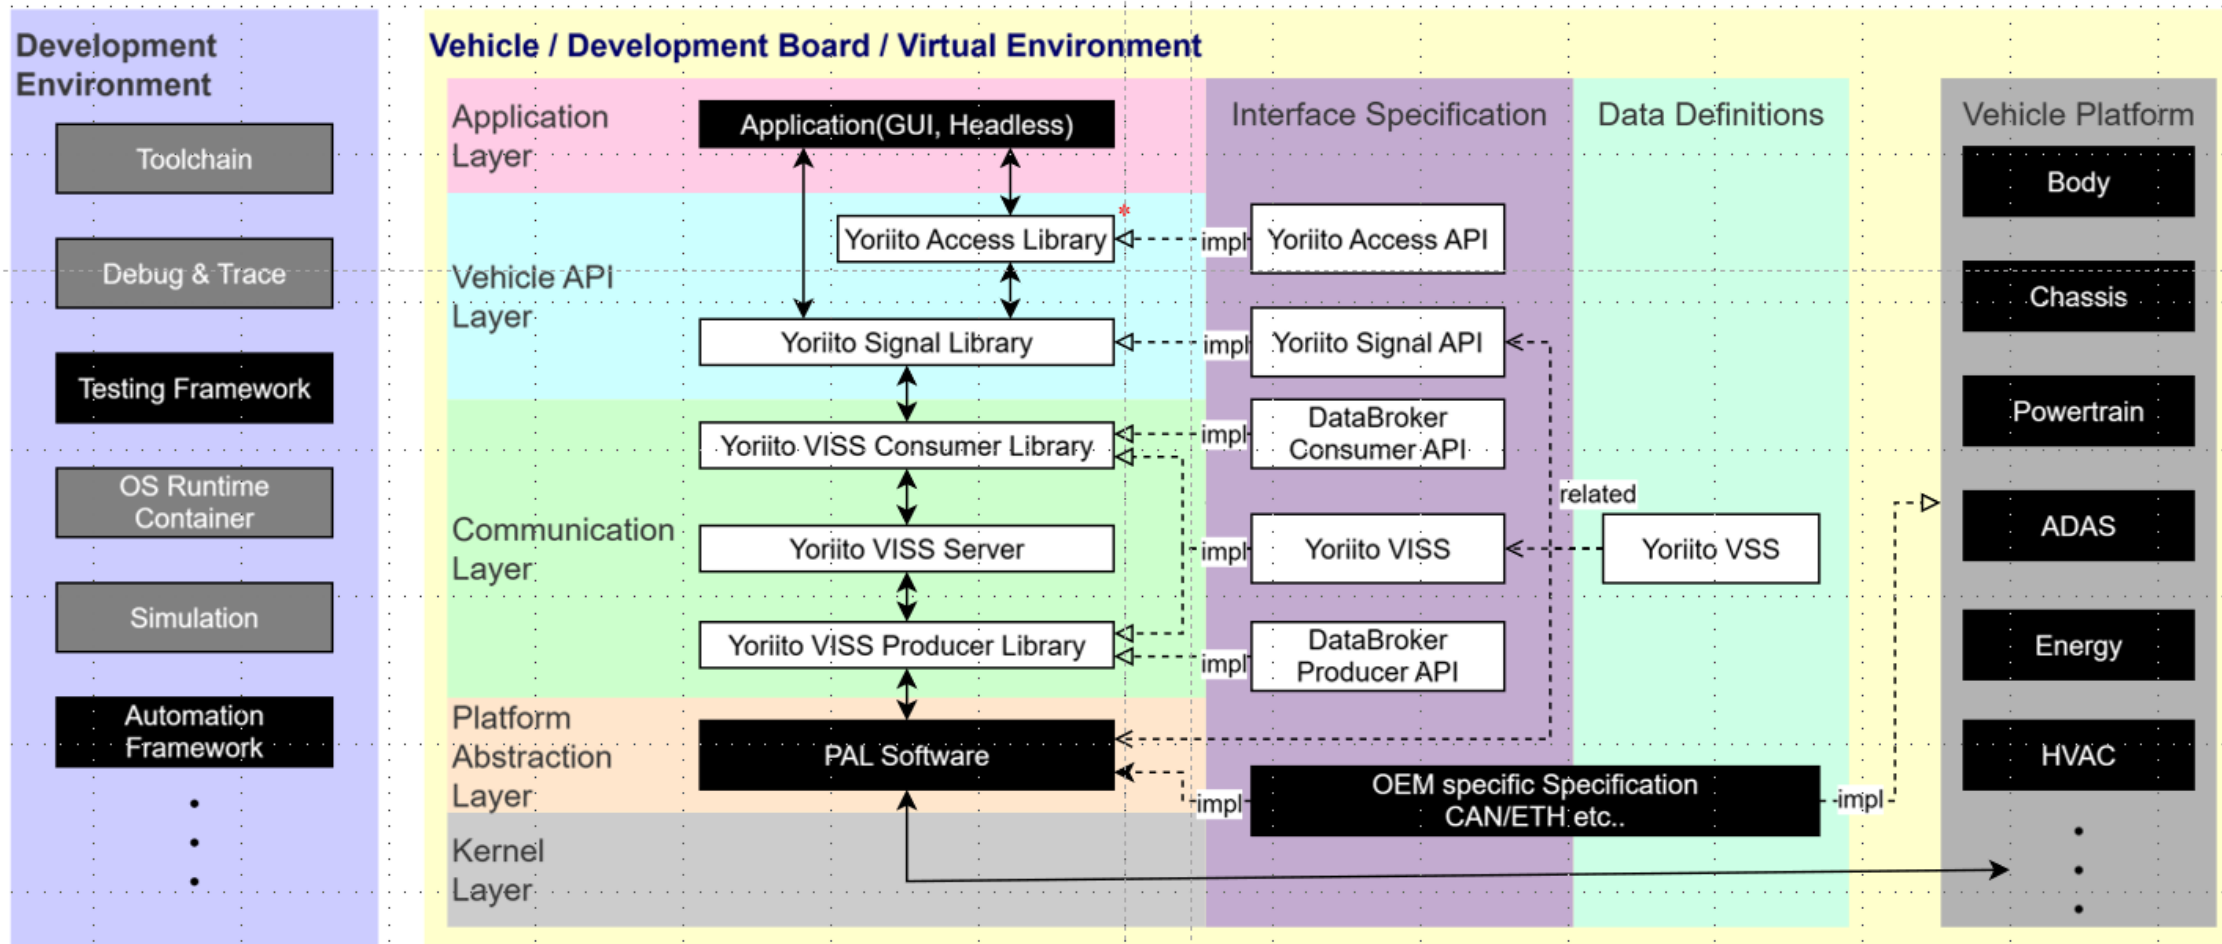 Development
Environment
Toolchain
Debug & Trace
Testing Framework
OS Runtime
Container
Simulation
Automation
Framework
Vehicle / Development Board / Virtual Environment
Application
Layer
Application(GUI, Headless)
Vehicle API
Layer
Yoriito Access Library
*
Yoriito Signal Library
Communication
Layer
Yoriito VISS Consumer Library
Yoriito VISS Server
Yoriito VISS Producer Library
Platform
Abstraction
Layer
PAL Software
Kernel
Layer
Interface Specification
impl
Yoriito Access API
impl
Yoriito Signal API
impl
DataBroker
Consumer API
impl
Yoriito VISS
impl
DataBroker
Producer API
impl
OEM specific Specification
CAN/ETH etc..
impl
Data Definitions
related
Yoriito VSS
Vehicle Platform
Body
Chassis
Powertrain
ADAS
Energy
HVAC